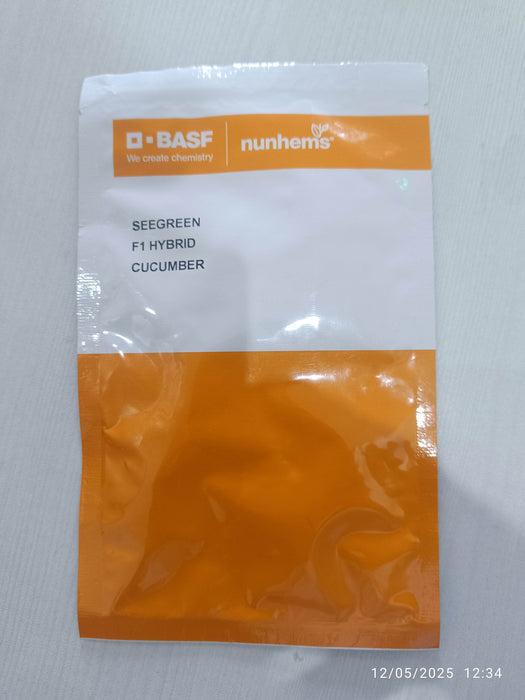 BASF
We create chemistry
nunhems®
SEEGREEN
F1 HYBRID
CUCUMBER
12/05/2025 12:34